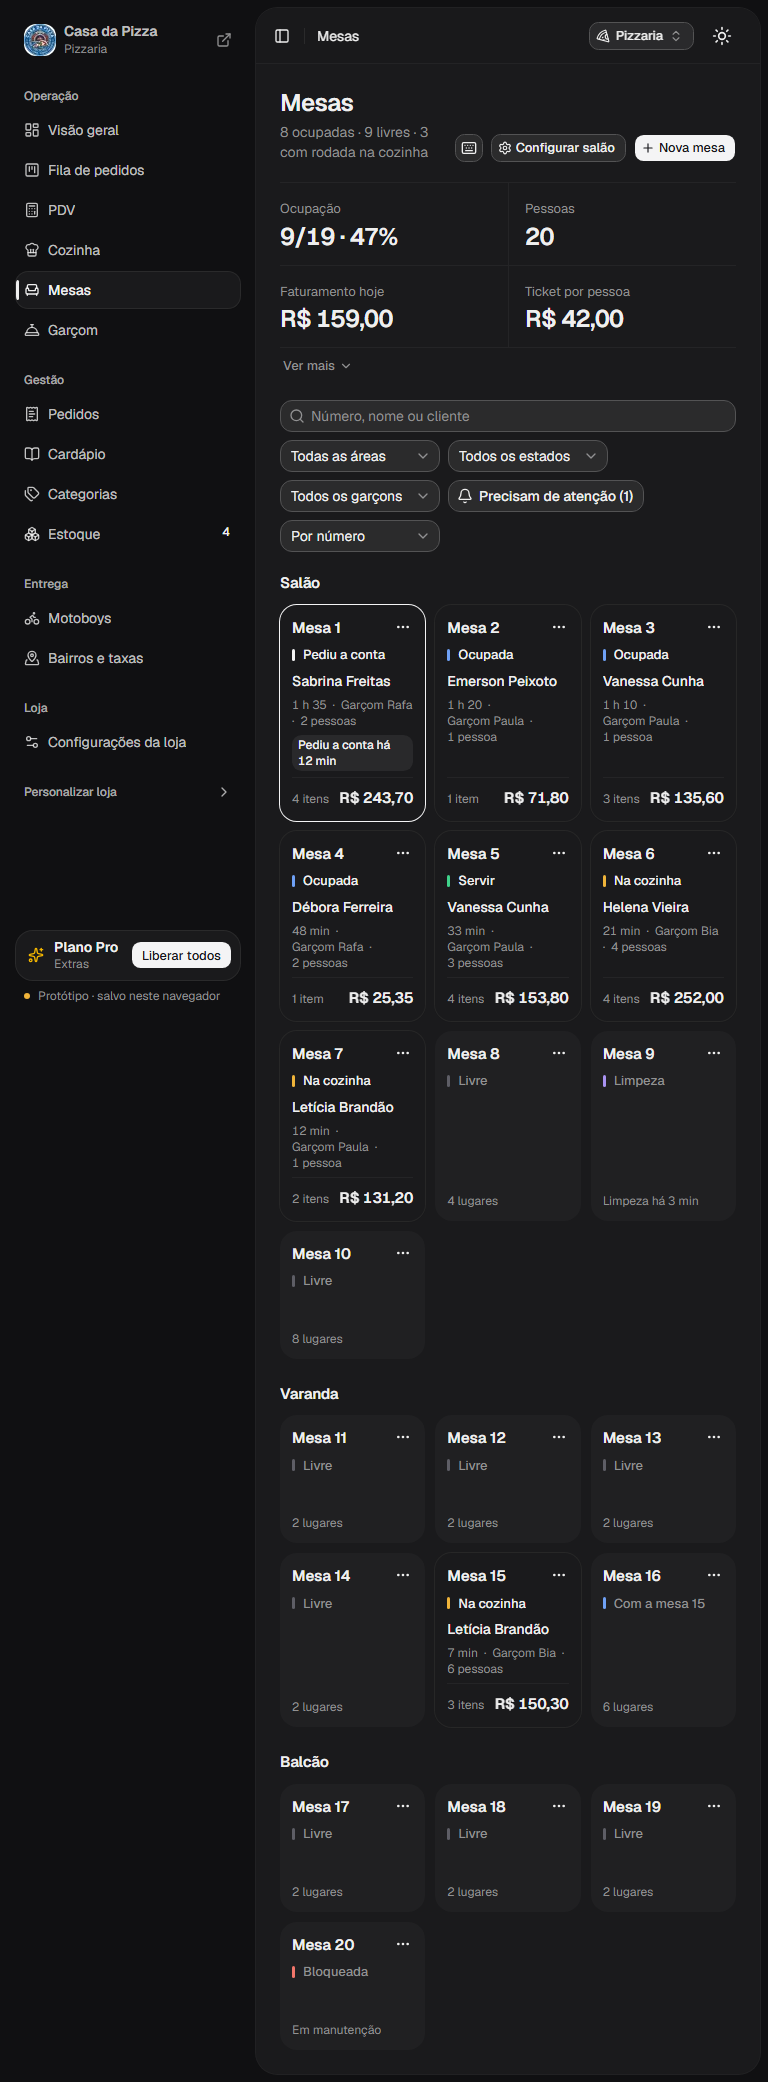 Casa da Pizza
Pizzaria
Operação
Visão geral
Fila de pedidos
PDV
Cozinha
Mesas
Garçom
Gestão
Pedidos
Cardápio
Categorias
Estoque 4
Entrega
Motoboys
Bairros e taxas
Loja
Configurações da loja
Personalizar loja
Plano Pro
Extras
Liberar todos
Protótipo · salvo neste navegador
Mesas
Pizzaria
Mesas
8 ocupadas · 9 livres · 3
com rodada na cozinha
Configurar salão
Nova mesa
Ocupação
9/19 · 47%
Pessoas
20
Faturamento hoje
R$ 159,00
Ticket por pessoa
R$ 42,00
Ver mais
Número, nome ou cliente
Todas as áreas
Todos os estados
Todos os garçons
Precisam de atenção (1)
Por número
Salão
Mesa 1
Pediu a conta
Sabrina Freitas
1 h 35 · Garçom Rafa
· 2 pessoas
Pediu a conta há
12 min
4 itens R$ 243,70
Mesa 2
Ocupada
Emerson Peixoto
1 h 20 ·
Garçom Paula ·
1 pessoa
1 item R$ 71,80
Mesa 3
Ocupada
Vanessa Cunha
1 h 10 ·
Garçom Paula ·
1 pessoa
3 itens R$ 135,60
Mesa 4
Ocupada
Débora Ferreira
48 min ·
Garçom Rafa ·
2 pessoas
1 item R$ 25,35
Mesa 5
Servir
Vanessa Cunha
33 min ·
Garçom Paula ·
3 pessoas
4 itens R$ 153,80
Mesa 6
Na cozinha
Helena Vieira
21 min · Garçom Bia
· 4 pessoas
4 itens R$ 252,00
Mesa 7
Na cozinha
Letícia Brandão
12 min ·
Garçom Paula ·
1 pessoa
2 itens R$ 131,20
Mesa 8
Livre
4 lugares
Mesa 9
Limpeza
Limpeza há 3 min
Mesa 10
Livre
8 lugares
Varanda
Mesa 11
Livre
2 lugares
Mesa 12
Livre
2 lugares
Mesa 13
Livre
2 lugares
Mesa 14
Livre
2 lugares
Mesa 15
Na cozinha
Letícia Brandão
7 min · Garçom Bia ·
6 pessoas
3 itens R$ 150,30
Mesa 16
Com a mesa 15
6 lugares
Balcão
Mesa 17
Livre
2 lugares
Mesa 18
Livre
2 lugares
Mesa 19
Livre
2 lugares
Mesa 20
Bloqueada
Em manutenção